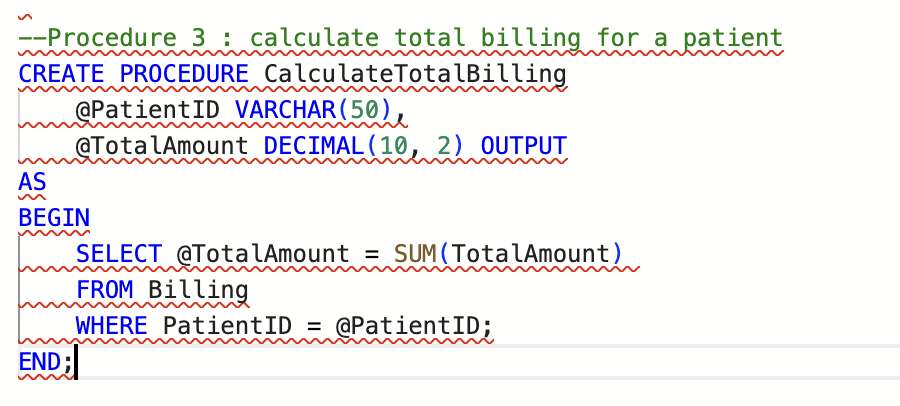 --Procedure 3 : calculate total billing for a patient
CREATE PROCEDURE CalculateTotalBilling
    @PatientID VARCHAR(50),
    @TotalAmount DECIMAL(10, 2) OUTPUT
AS
BEGIN
    SELECT @TotalAmount = SUM(TotalAmount)
    FROM Billing
    WHERE PatientID = @PatientID;
END;